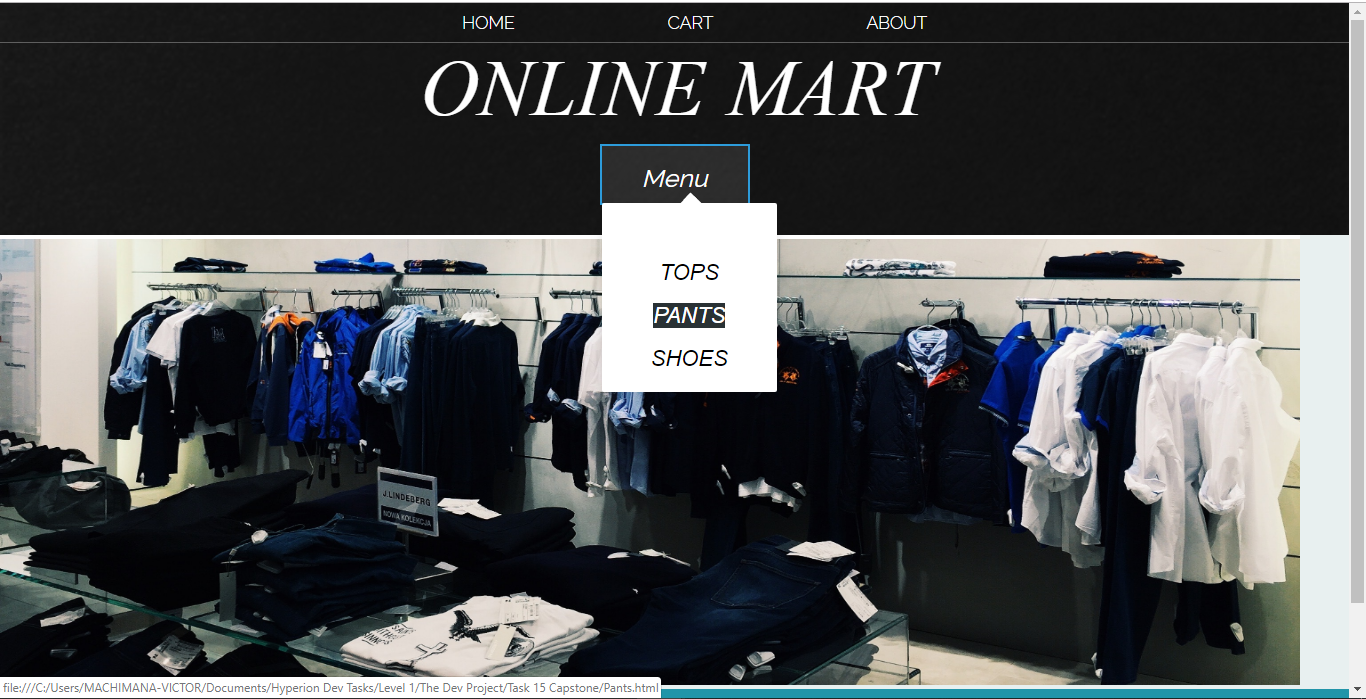 HOME CART ABOUT
ONLINE MART
Menu
TOPS
PANTS
SHOES
J.LINDEBERG
NOWA KOLEKCJA
file:///C:/Users/MACHIMANA-VICTOR/Documents/Hyperion Dev Tasks/Level 1/The Dev Project/Task 15 Capstone/Pants.html